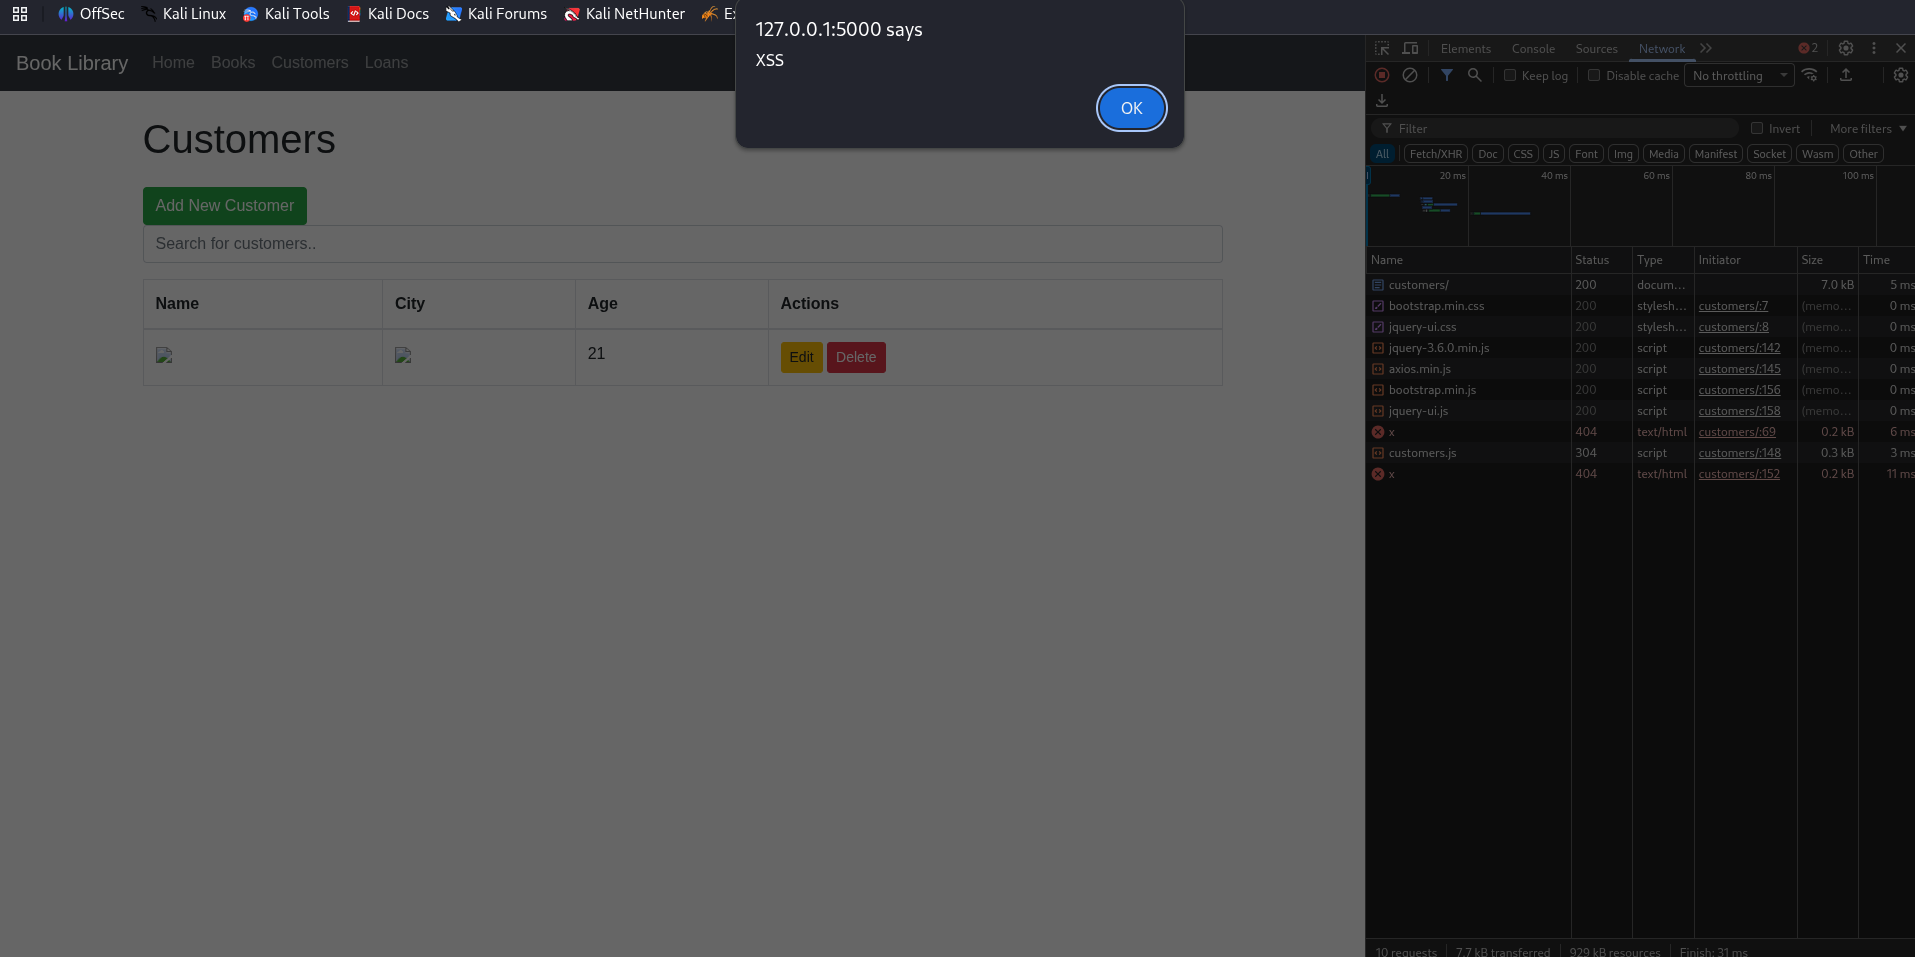 OffSec Kali Linux Kali Tools Kali Docs Kali Forums Kali NetHunter Ex
127.0.0.1:5000 says
XSS
OK
Book Library Home Books Customers Loans
Customers
Add New Customer
Search for customers..
Name City Age Actions
21 Edit Delete
Elements Console Sources Network 2
Keep log Disable cache No throttling
Filter Invert More filters
All Fetch/XHR Doc CSS JS Font Img Media Manifest Socket Wasm Other
20 ms 40 ms 60 ms 80 ms 100 ms
Name Status Type Initiator Size Time
customers/ 200 docum... 7.0 kB 5 ms
bootstrap.min.css 200 stylesh... customers/:7 (memo... 0 ms
jquery-ui.css 200 stylesh... customers/:8 (memo... 0 ms
jquery-3.6.0.min.js 200 script customers/:142 (memo... 0 ms
axios.min.js 200 script customers/:145 (memo... 0 ms
bootstrap.min.js 200 script customers/:156 (memo... 0 ms
jquery-ui.js 200 script customers/:158 (memo... 0 ms
x 404 text/html customers/:69 0.2 kB 6 ms
customers.js 304 script customers/:148 0.3 kB 3 ms
x 404 text/html customers/:152 0.2 kB 11 ms
10 requests 7.7 kB transferred 929 kB resources Finish: 31 ms